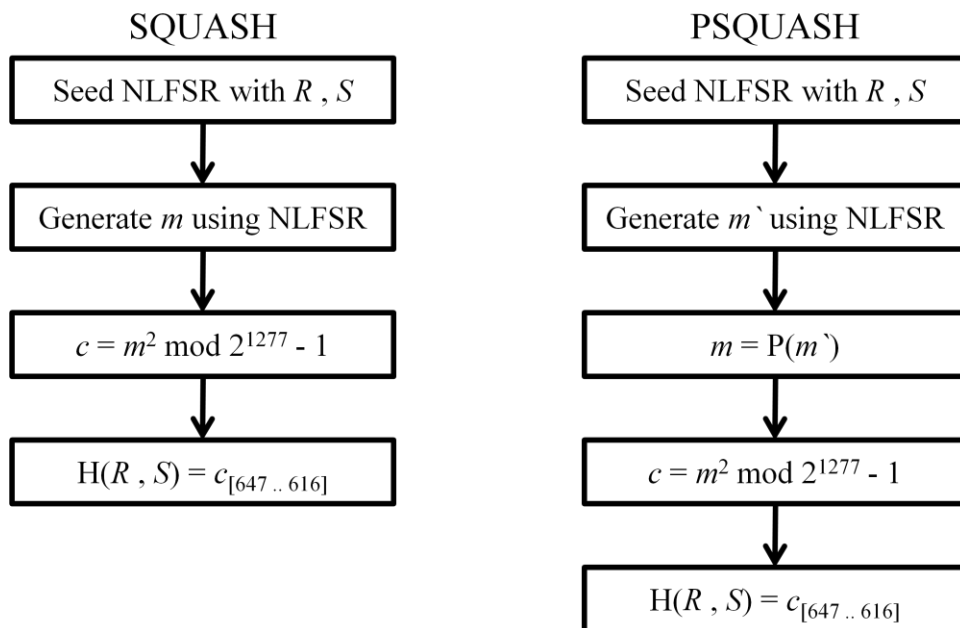 SQUASH
Seed NLFSR with R , S
Generate m using NLFSR
c = m² mod 2¹²⁷⁷ - 1
H(R , S) = c[647 .. 616]
PSQUASH
Seed NLFSR with R , S
Generate m` using NLFSR
m = P(m`)
c = m² mod 2¹²⁷⁷ - 1
H(R , S) = c[647 .. 616]